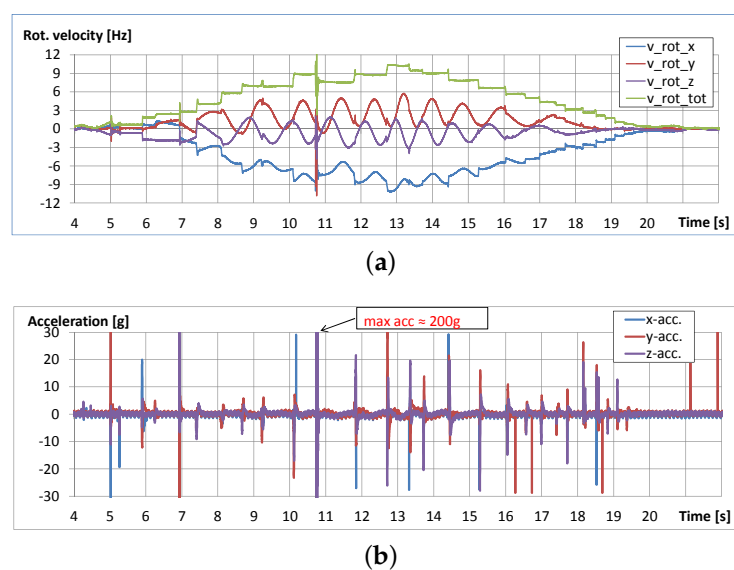 Rot. velocity [Hz]
12
9
6
3
0
-3
-6
-9
-12
v_rot_x
v_rot_y
v_rot_z
v_rot_tot
4 5 6 7 8 9 10 11 12 13 14 15 16 17 18 19 20
Time [s]
(a)
max acc ≈ 200g
Acceleration [g]
30
20
10
0
-10
-20
-30
x-acc.
y-acc.
z-acc.
4 5 6 7 8 9 10 11 12 13 14 15 16 17 18 19 20
Time [s]
(b)